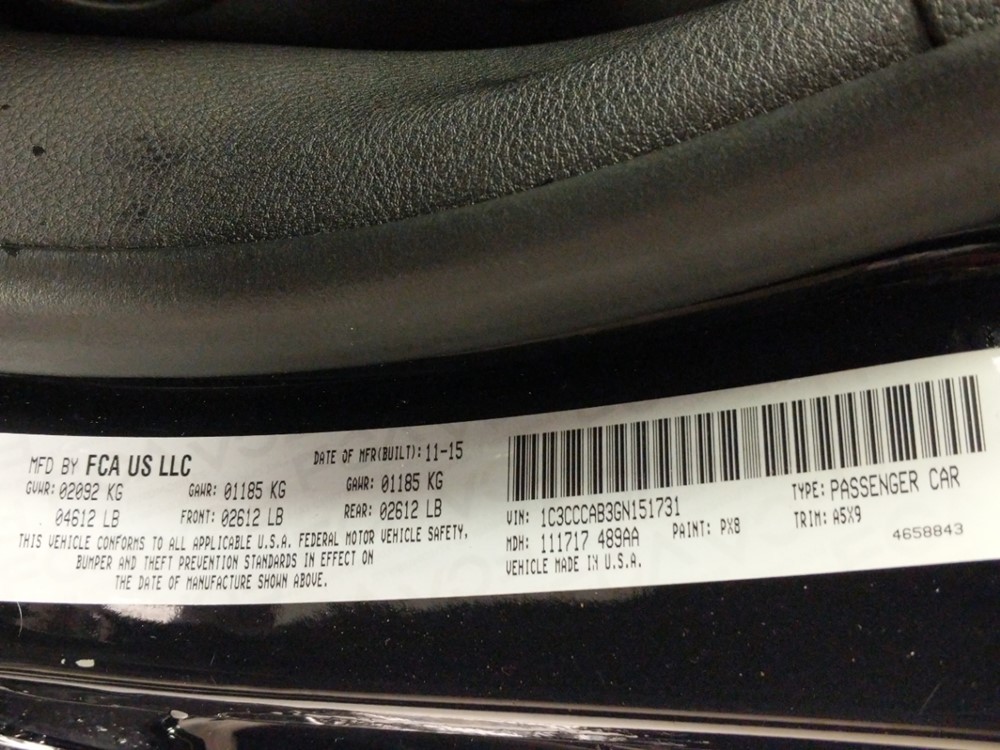 MFD BY FCA US LLC
DATE OF MFR(BUILT): 11-15
GVWR: 02092 KG GAWR: 01185 KG GAWR: 01185 KG
04612 LB FRONT: 02612 LB REAR: 02612 LB
THIS VEHICLE CONFORMS TO ALL APPLICABLE U.S.A. FEDERAL MOTOR VEHICLE SAFETY,
BUMPER AND THEFT PREVENTION STANDARDS IN EFFECT ON
THE DATE OF MANUFACTURE SHOWN ABOVE.
VIN: 1C3CCCAB3GN151731 TYPE: PASSENGER CAR
MDH: 111717 489AA PAINT: PX8 TRIM: A5X9
VEHICLE MADE IN U.S.A. 4658843